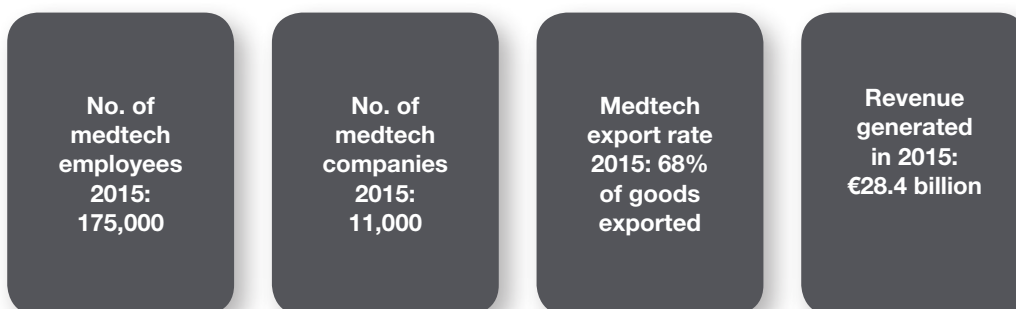 No. of
medtech
employees
2015:
175,000
No. of
medtech
companies
2015:
11,000
Medtech
export rate
2015: 68%
of goods
exported
Revenue
generated
in 2015:
€28.4 billion